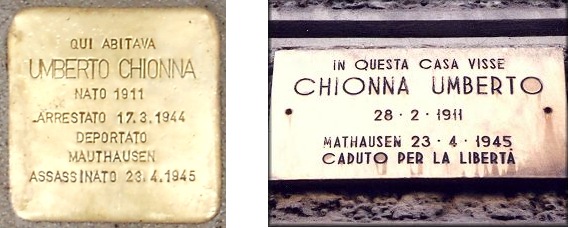 QUI ABITAVA
UMBERTO CHIONNA
NATO 1911
ARRESTATO 17.3.1944
DEPORTATO
MAUTHAUSEN
ASSASSINATO 23.4.1945
IN QUESTA CASA VISSE
CHIONNA UMBERTO
28 · 2 · 1911
MATHAUSEN 23 · 4 · 1945
CADUTO PER LA LIBERTÀ